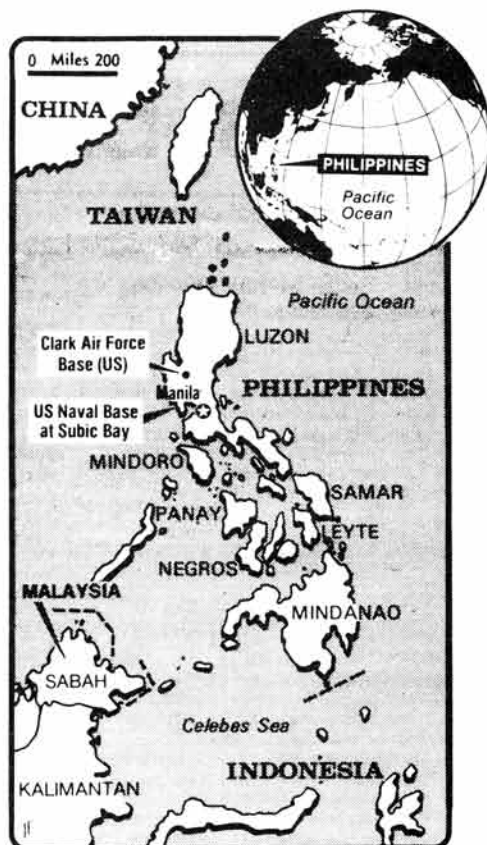 0 Miles 200
CHINA
PHILIPPINES
Pacific
Ocean
TAIWAN
Pacific Ocean
LUZON
Clark Air Force
Base (US)
Manila
PHILIPPINES
US Naval Base
at Subic Bay
MINDORO
SAMAR
PANAY
LEYTE
NEGROS
MALAYSIA
MINDANAO
SABAH
Celebes Sea
INDONESIA
KALIMANTAN